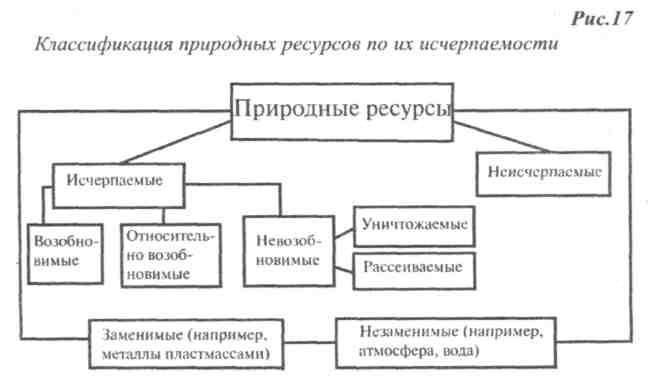 Рис.17
Классификация природных ресурсов по их исчерпаемости
Природные ресурсы
Исчерпаемые
Неисчерпаемые
Возобно-
вимые
Относитель-
но возоб-
новимые
Невозоб-
новимые
Уничтожаемые
Рассеиваемые
Заменимые (например,
металлы пластмассами)
Незаменимые (например,
атмосфера, вода)